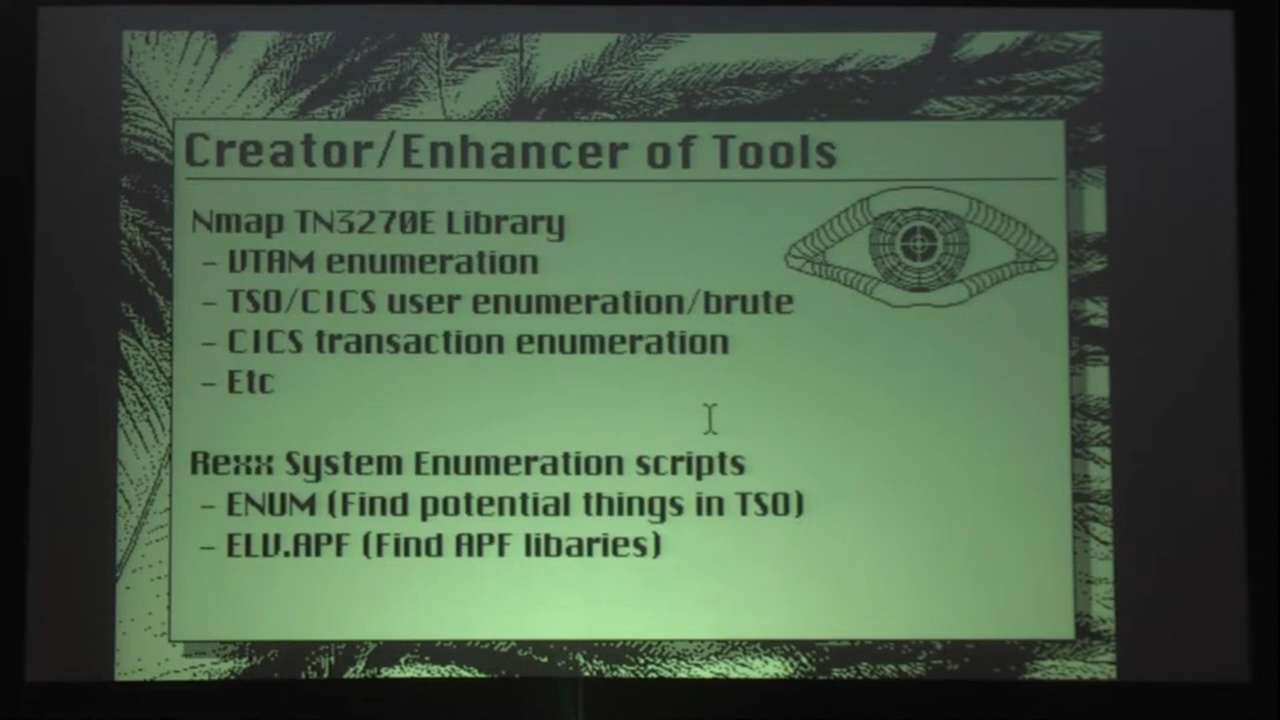 Creator/Enhancer of Tools
Nmap TN3270E Library
- VTAM enumeration
- TSO/CICS user enumeration/brute
- CICS transaction enumeration
- Etc
Rexx System Enumeration scripts
- ENUM (Find potential things in TSO)
- ELV.APF (Find APF libaries)